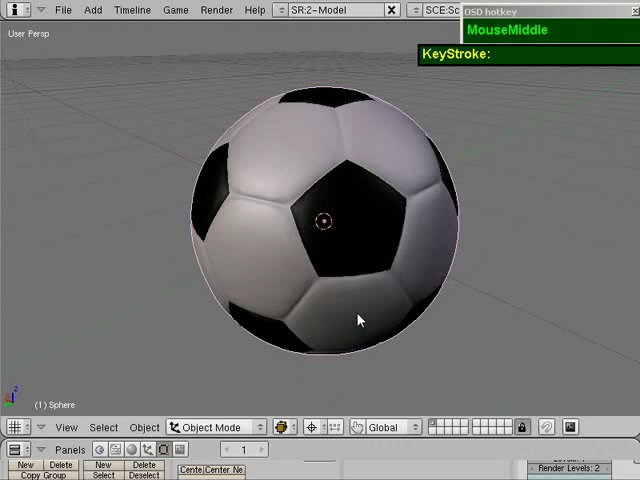 File Add Timeline Game Render Help SR:2-Model SCE:Sc
OSD hotkey
MouseMiddle
KeyStroke:
User Persp
z
(1) Sphere
View Select Object Object Mode Global
Panels 1
New Delete New Delete
Copy Group Select Deselect
Cente Center Ne
Render Levels: 2